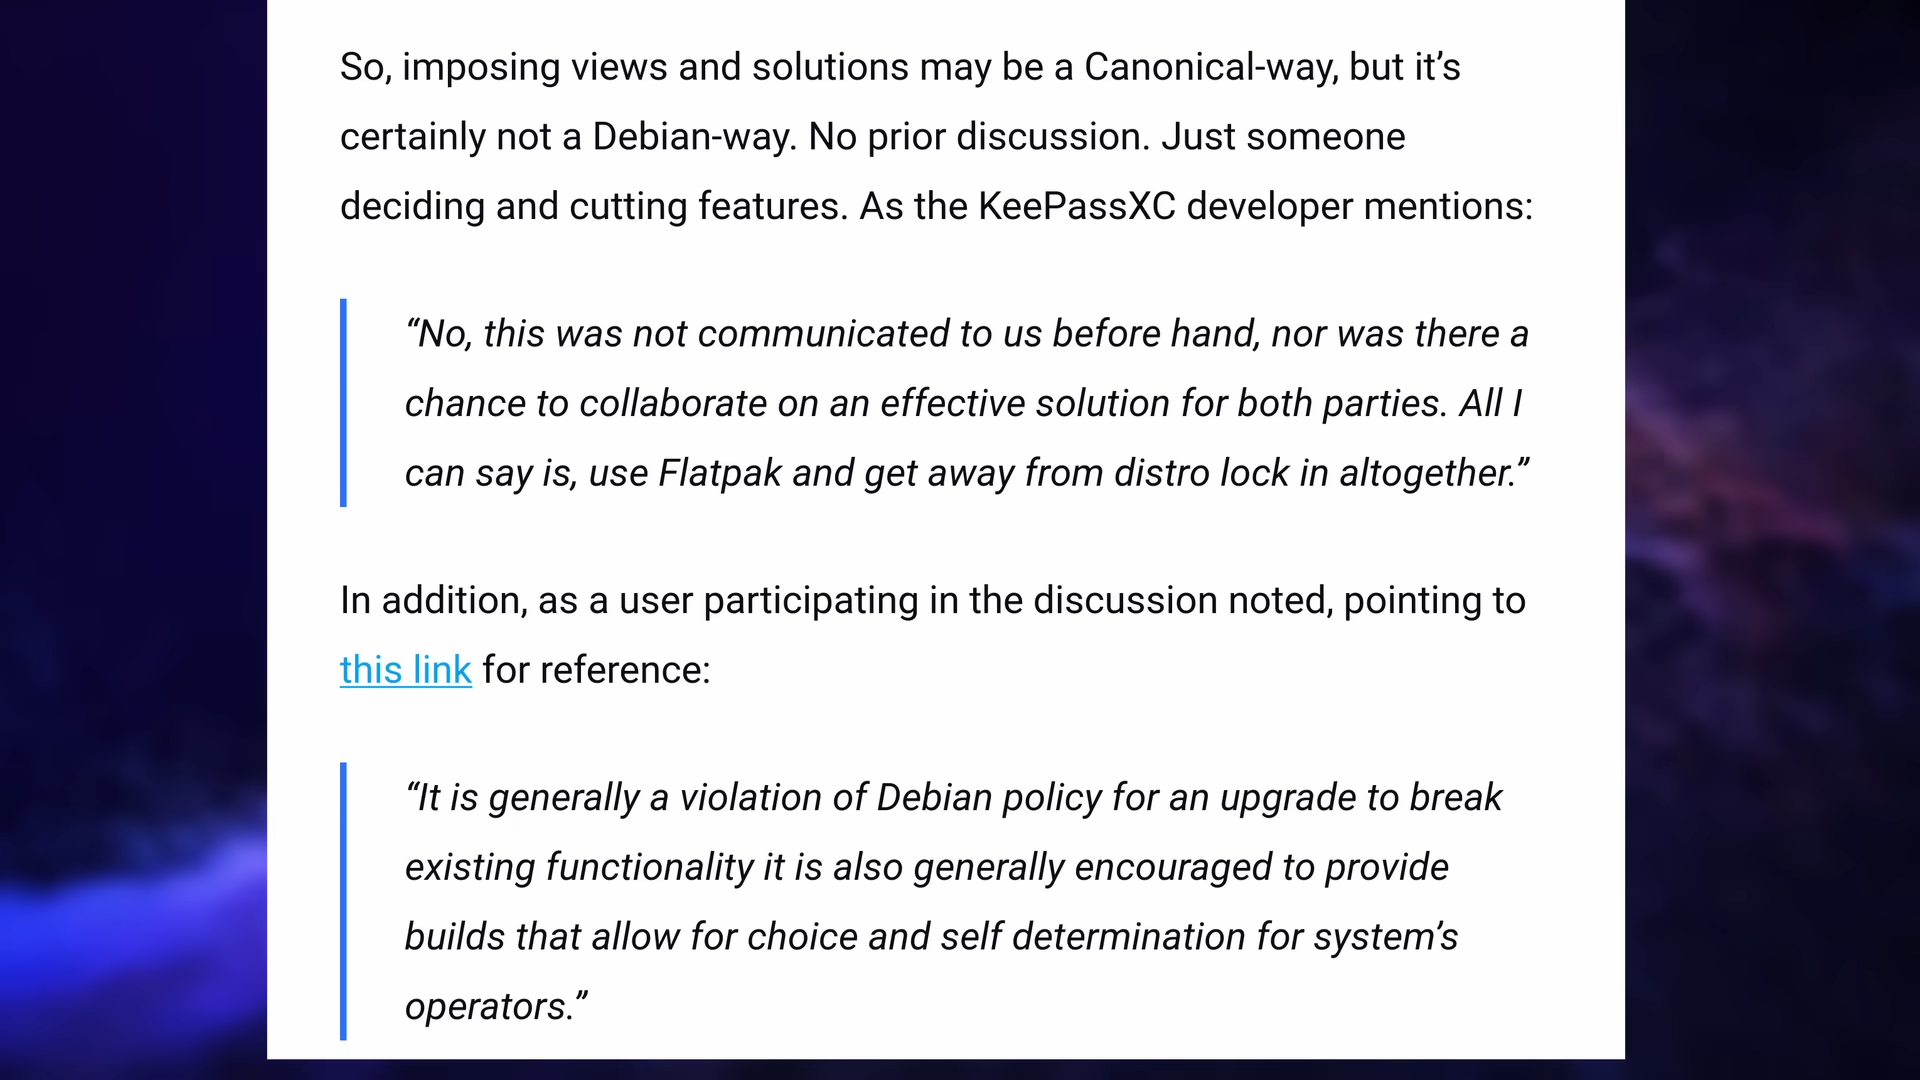 So, imposing views and solutions may be a Canonical-way, but it’s
certainly not a Debian-way. No prior discussion. Just someone
deciding and cutting features. As the KeePassXC developer mentions:
“No, this was not communicated to us before hand, nor was there a
chance to collaborate on an effective solution for both parties. All I
can say is, use Flatpak and get away from distro lock in altogether.”
In addition, as a user participating in the discussion noted, pointing to
this link for reference:
“It is generally a violation of Debian policy for an upgrade to break
existing functionality it is also generally encouraged to provide
builds that allow for choice and self determination for system’s
operators.”